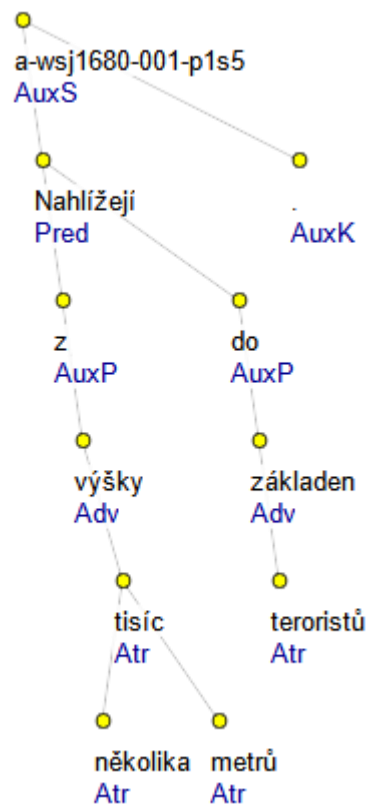 a-wsj1680-001-p1s5
AuxS
Nahlížejí .
Pred AuxK
z do
AuxP AuxP
výšky základen
Adv Adv
tisíc teroristů
Atr Atr
několika metrů
Atr Atr